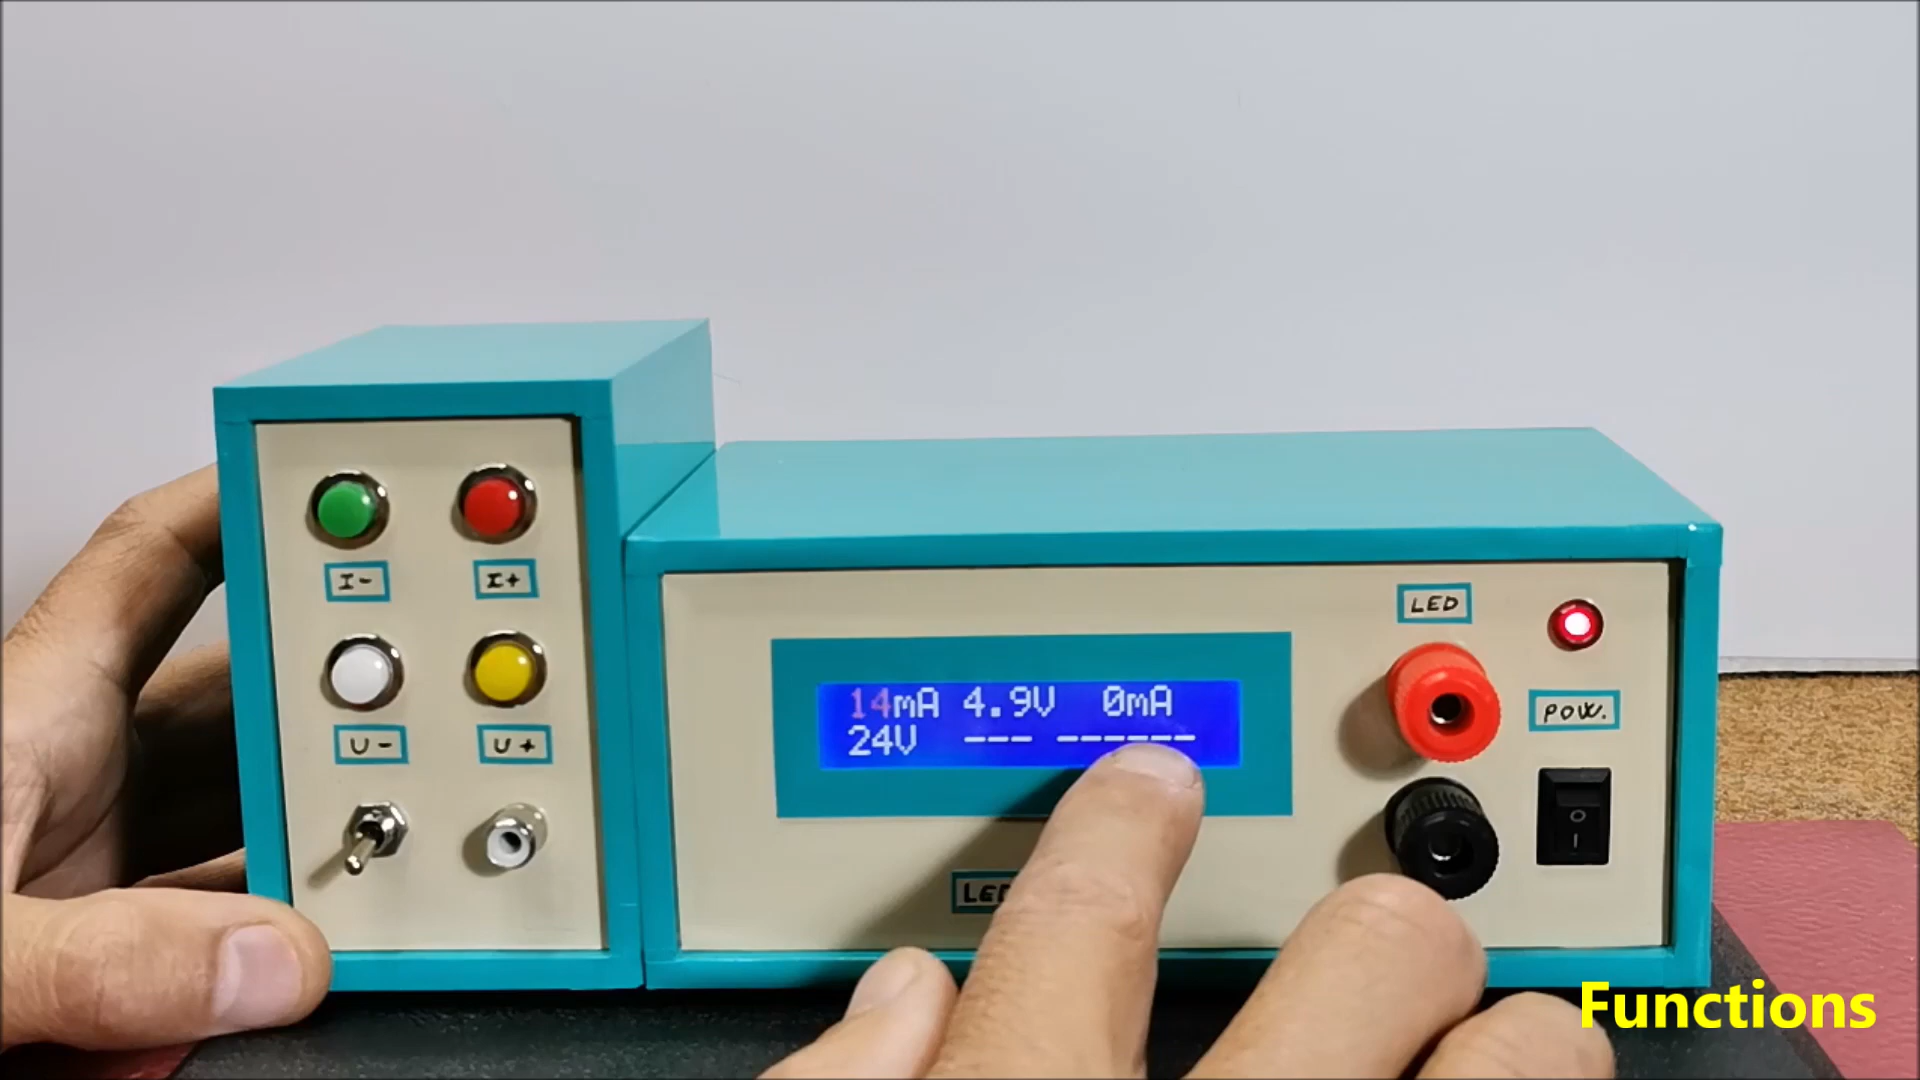 I-
I+
U-
U+
14mA 4.9V 0mA
24V --- ------
LED
POW.
Functions